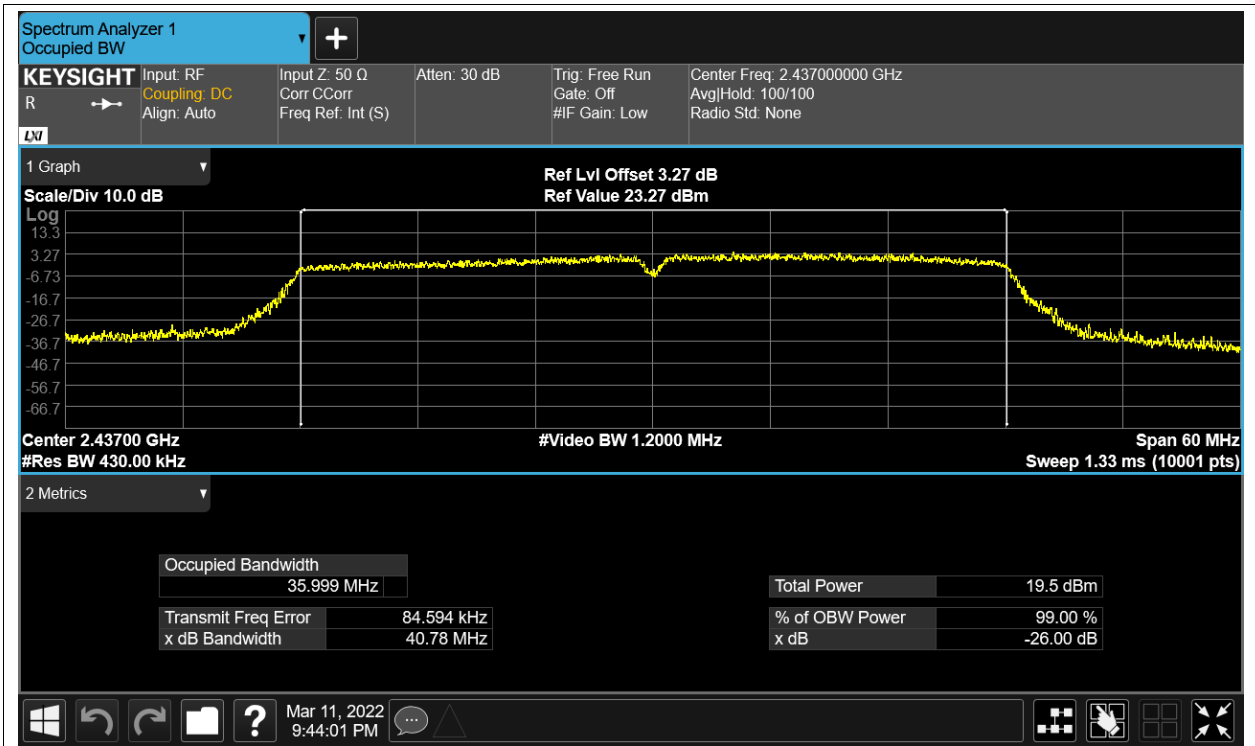 Spectrum Analyzer 1
Occupied BW
KEYSIGHT
R
LXI
Input: RF
Coupling: DC
Align: Auto
Input Z: 50 Ω
Corr CCorr
Freq Ref: Int (S)
Atten: 30 dB
Trig: Free Run
Gate: Off
#IF Gain: Low
Center Freq: 2.437000000 GHz
Avg|Hold: 100/100
Radio Std: None
1 Graph
Scale/Div 10.0 dB
Ref Lvl Offset 3.27 dB
Ref Value 23.27 dBm
Log
13.3
3.27
-6.73
-16.7
-26.7
-36.7
-46.7
-56.7
-66.7
Center 2.43700 GHz
#Video BW 1.2000 MHz
Span 60 MHz
#Res BW 430.00 kHz
Sweep 1.33 ms (10001 pts)
2 Metrics
Occupied Bandwidth
35.999 MHz
Total Power 19.5 dBm
Transmit Freq Error 84.594 kHz
% of OBW Power 99.00 %
x dB Bandwidth 40.78 MHz
x dB -26.00 dB
?
Mar 11, 2022
9:44:01 PM